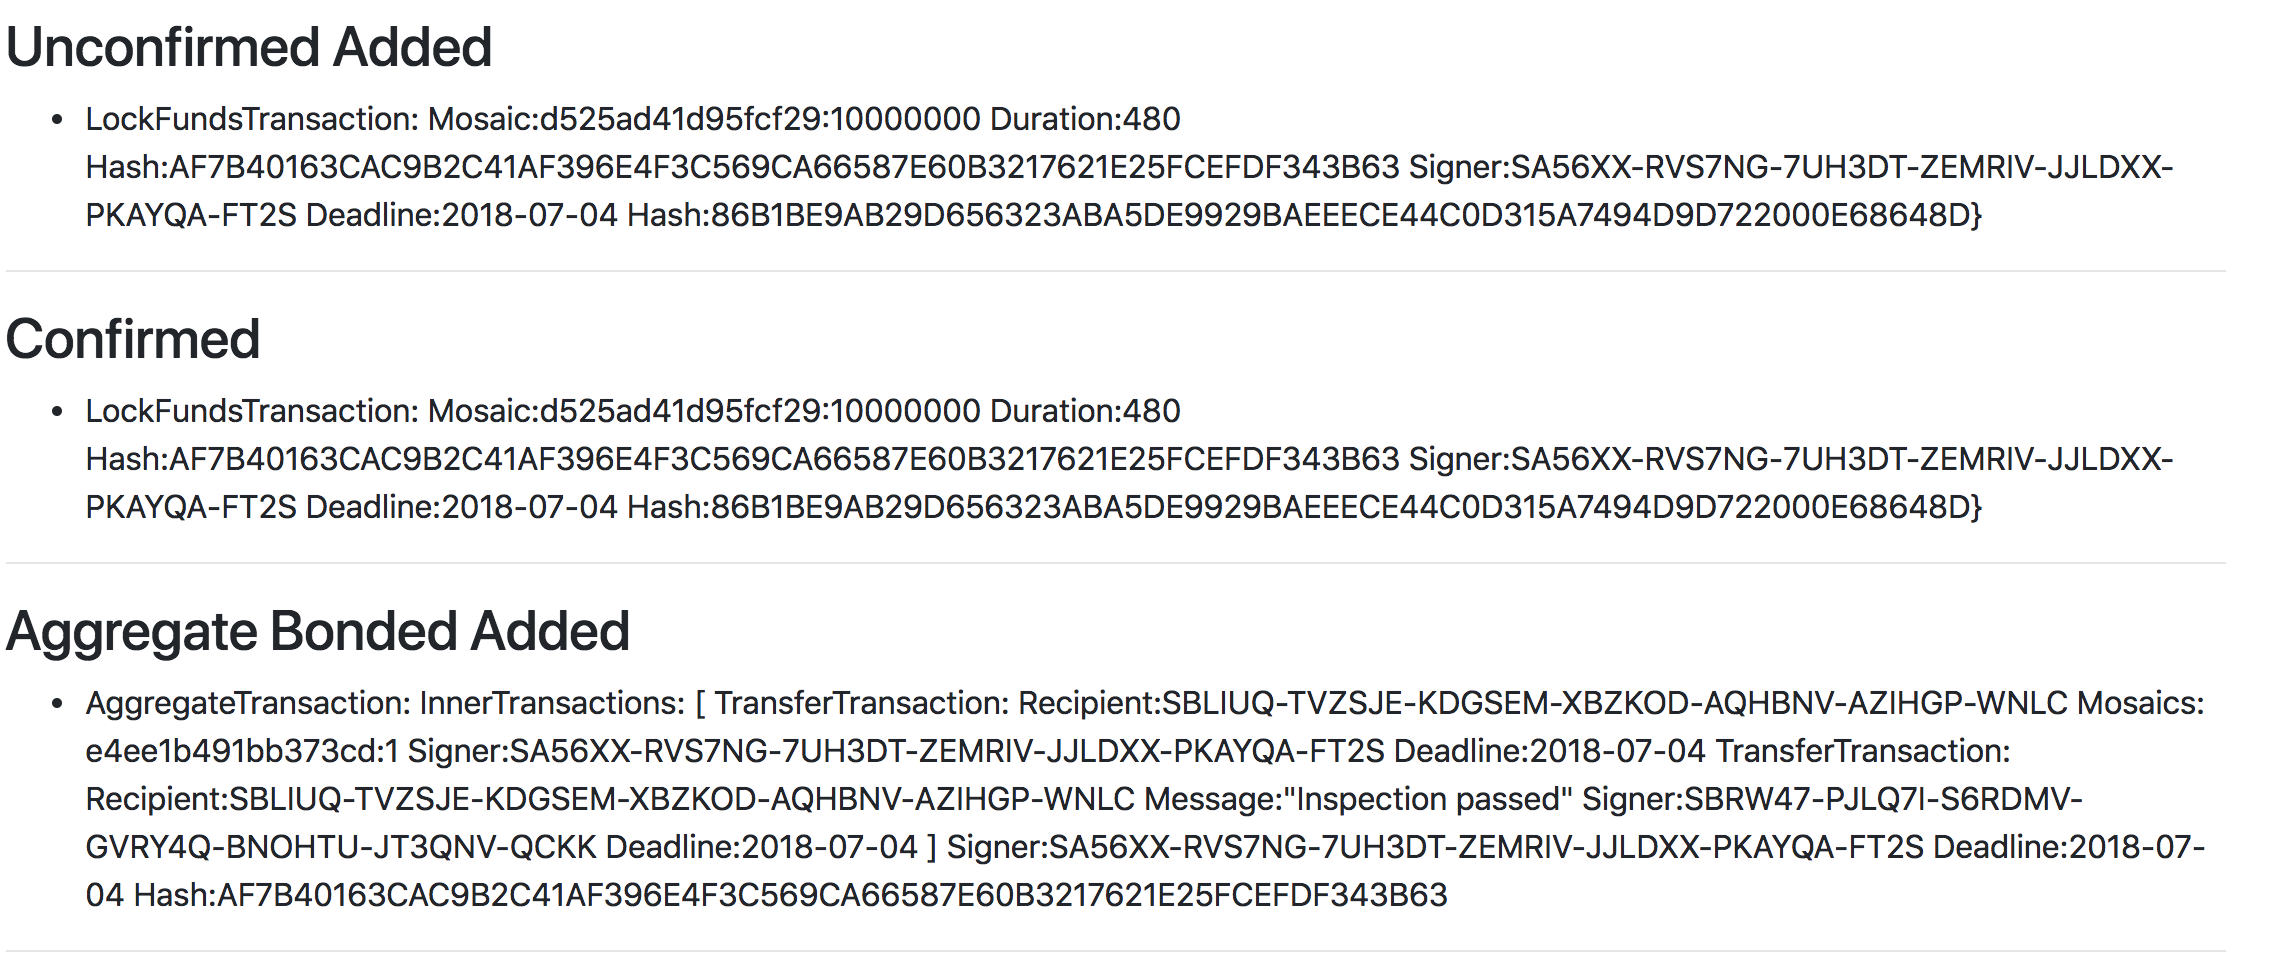 Unconfirmed Added
• LockFundsTransaction: Mosaic:d525ad41d95fcf29:10000000 Duration:480
Hash:AF7B40163CAC9B2C41AF396E4F3C569CA66587E60B3217621E25FCEFDF343B63 Signer:SA56XX-RVS7NG-7UH3DT-ZEMRIV-JJLDXX-
PKAYQA-FT2S Deadline:2018-07-04 Hash:86B1BE9AB29D656323ABA5DE9929BAEEECE44C0D315A7494D9D722000E68648D}
Confirmed
• LockFundsTransaction: Mosaic:d525ad41d95fcf29:10000000 Duration:480
Hash:AF7B40163CAC9B2C41AF396E4F3C569CA66587E60B3217621E25FCEFDF343B63 Signer:SA56XX-RVS7NG-7UH3DT-ZEMRIV-JJLDXX-
PKAYQA-FT2S Deadline:2018-07-04 Hash:86B1BE9AB29D656323ABA5DE9929BAEEECE44C0D315A7494D9D722000E68648D}
Aggregate Bonded Added
• AggregateTransaction: InnerTransactions: [ TransferTransaction: Recipient:SBLIUQ-TVZSJE-KDGSEM-XBZKOD-AQHBNV-AZIHGP-WNLC Mosaics:
e4ee1b491bb373cd:1 Signer:SA56XX-RVS7NG-7UH3DT-ZEMRIV-JJLDXX-PKAYQA-FT2S Deadline:2018-07-04 TransferTransaction:
Recipient:SBLIUQ-TVZSJE-KDGSEM-XBZKOD-AQHBNV-AZIHGP-WNLC Message:"Inspection passed" Signer:SBRW47-PJLQ7I-S6RDMV-
GVRY4Q-BNOHTU-JT3QNV-QCKK Deadline:2018-07-04 ] Signer:SA56XX-RVS7NG-7UH3DT-ZEMRIV-JJLDXX-PKAYQA-FT2S Deadline:2018-07-
04 Hash:AF7B40163CAC9B2C41AF396E4F3C569CA66587E60B3217621E25FCEFDF343B63